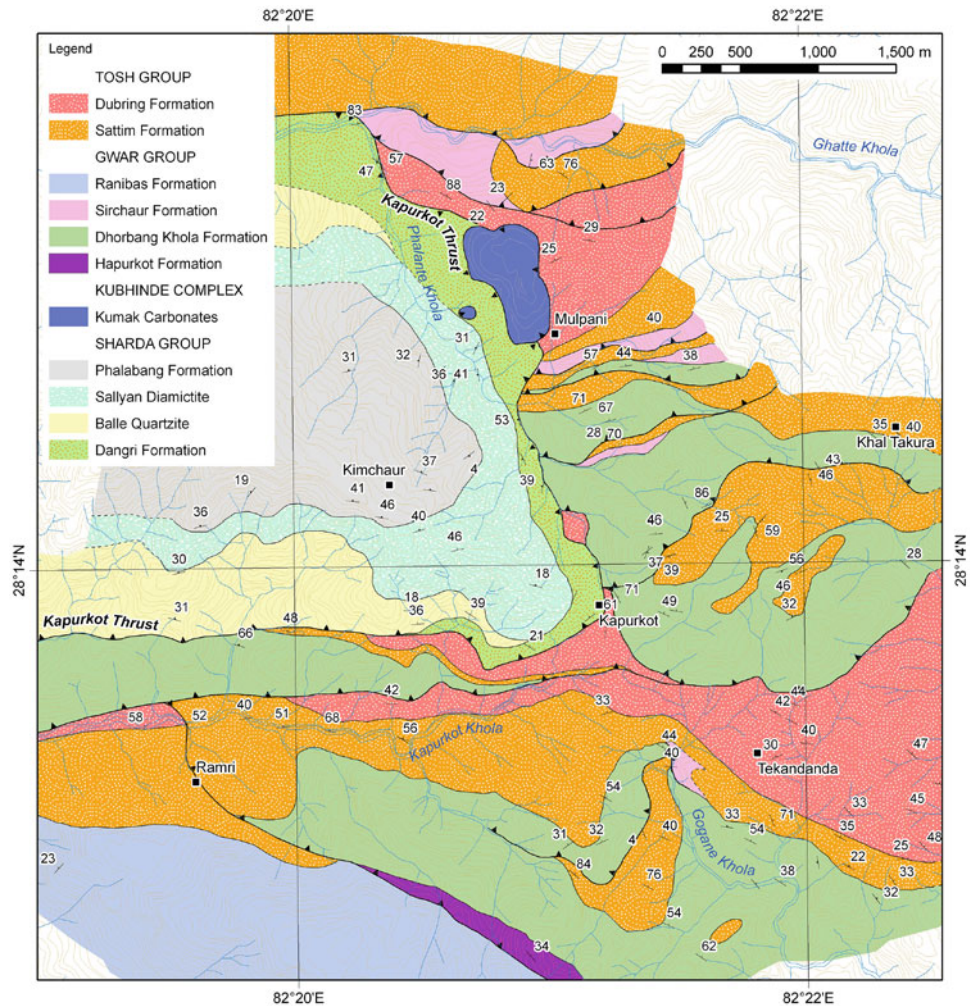 82°20'E 82°22'E
Legend
TOSH GROUP
Dubring Formation
Sattim Formation
GWAR GROUP
Ranibas Formation
Sirchaur Formation
Dhorbang Khola Formation
Hapurkot Formation
KUBHINDE COMPLEX
Kumak Carbonates
SHARDA GROUP
Phalabang Formation
Sallyan Diamictite
Balle Quartzite
Dangri Formation
0 250 500 1,000 1,500 m
83
Ghatte Khola
57 63 76
47 88 23
Kapurkot Thrust
22 29
Phalante Khola
25
Mulpani
40
31
31 32 57 44 38
36 41
71 67
53
35 40
28 70
Khal Takura
37 43
Kimchaur 4 46
19 39
41 46 86
36 40 25
46 46 59
28°14'N 28°14'N
30 56 28
37 39
18 71 46
18 49 32
31 36 39 61
Kapurkot
Kapurkot Thrust 48
66 21
42 44
40 33 42
58 52 51 68
56 40
Kapurkot Khola
44 47
40 30
Ramri Tekandanda
54
33 45
33 71
31 32 4 40 54 35 48
Gogane Khola
25
23 84 22
76 38 33
32
54
34 62
82°20'E 82°22'E